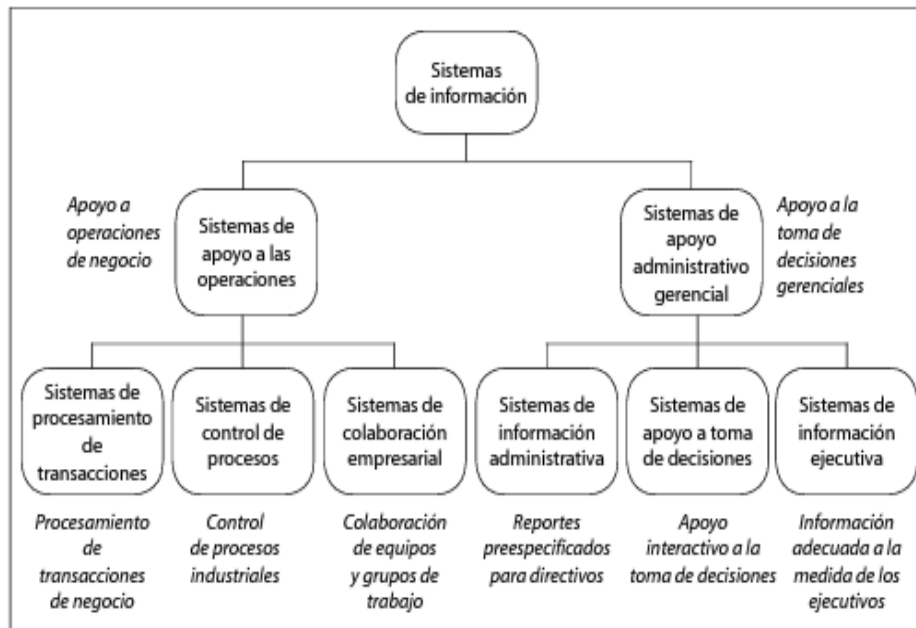 Sistemas
de información
Apoyo a
operaciones
de negocio
Sistemas de
apoyo a las
operaciones
Sistemas de
apoyo
administrativo
gerencial
Apoyo a la
toma de
decisiones
gerenciales
Sistemas de
procesamiento
de
transacciones
Sistemas de
control de
procesos
Sistemas de
colaboración
empresarial
Sistemas de
información
administrativa
Sistemas de
apoyo a toma
de decisiones
Sistemas de
información
ejecutiva
Procesamiento
de
transacciones
de negocio
Control
de procesos
industriales
Colaboración
de equipos
y grupos de
trabajo
Reportes
preespecificados
para directivos
Apoyo
interactivo a la
toma de decisiones
Información
adecuada a la
medida de los
ejecutivos